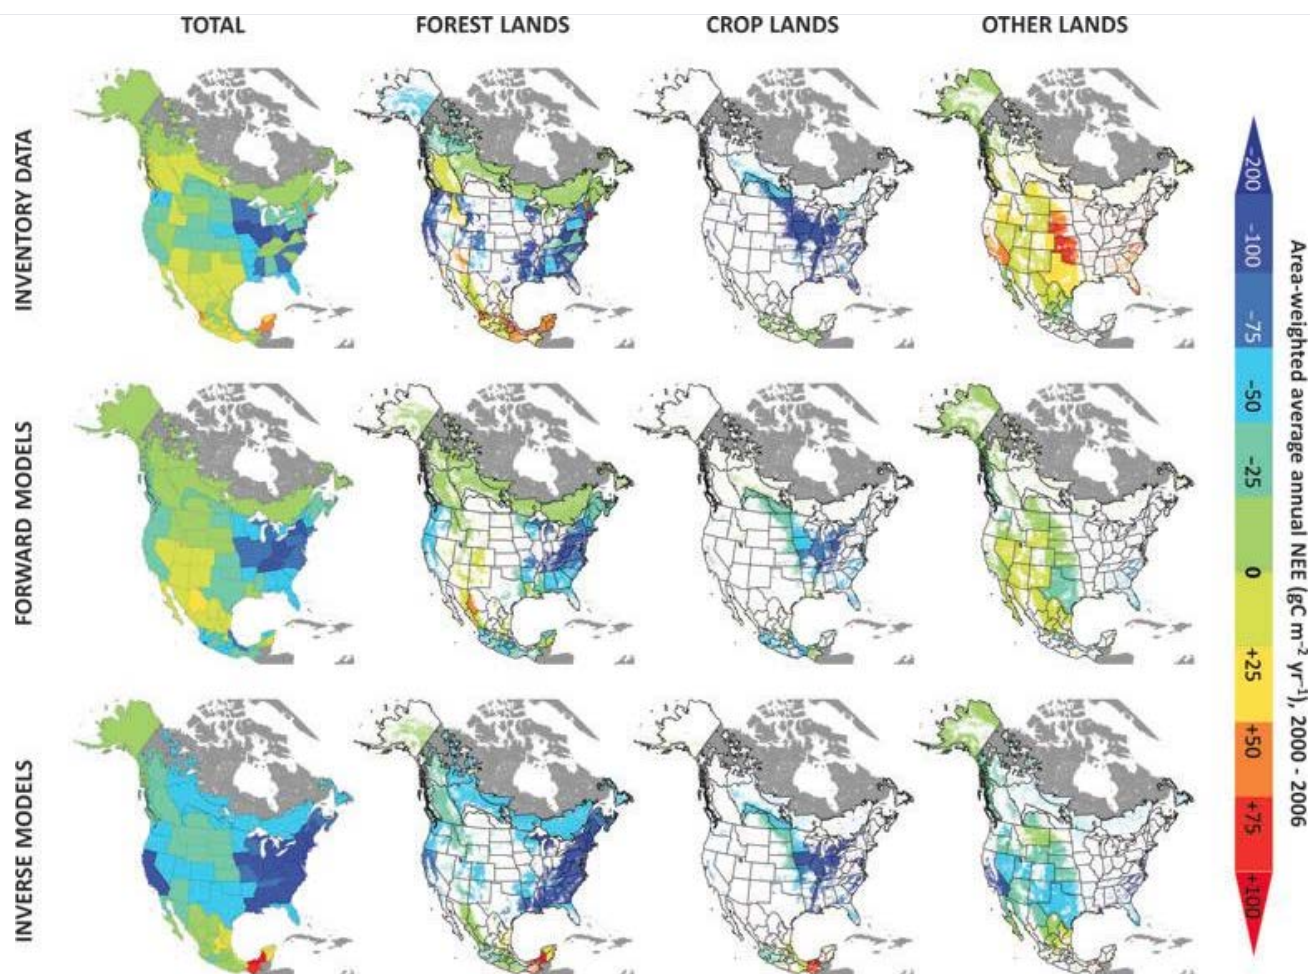 TOTAL
FOREST LANDS
CROP LANDS
OTHER LANDS
INVENTORY DATA
FORWARD MODELS
INVERSE MODELS
−200
−100
−75
−50
−25
0
+25
+50
+75
+100
Area-weighted average annual NEE (gC m⁻² yr⁻¹), 2000 - 2006